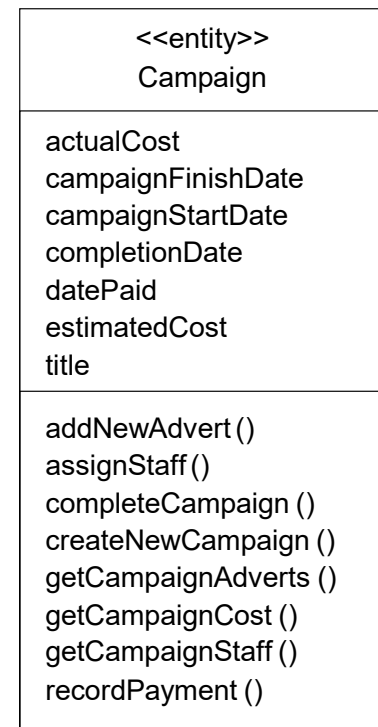 <<entity>>
Campaign
actualCost
campaignFinishDate
campaignStartDate
completionDate
datePaid
estimatedCost
title
addNewAdvert ()
assignStaff ()
completeCampaign ()
createNewCampaign ()
getCampaignAdverts ()
getCampaignCost ()
getCampaignStaff ()
recordPayment ()